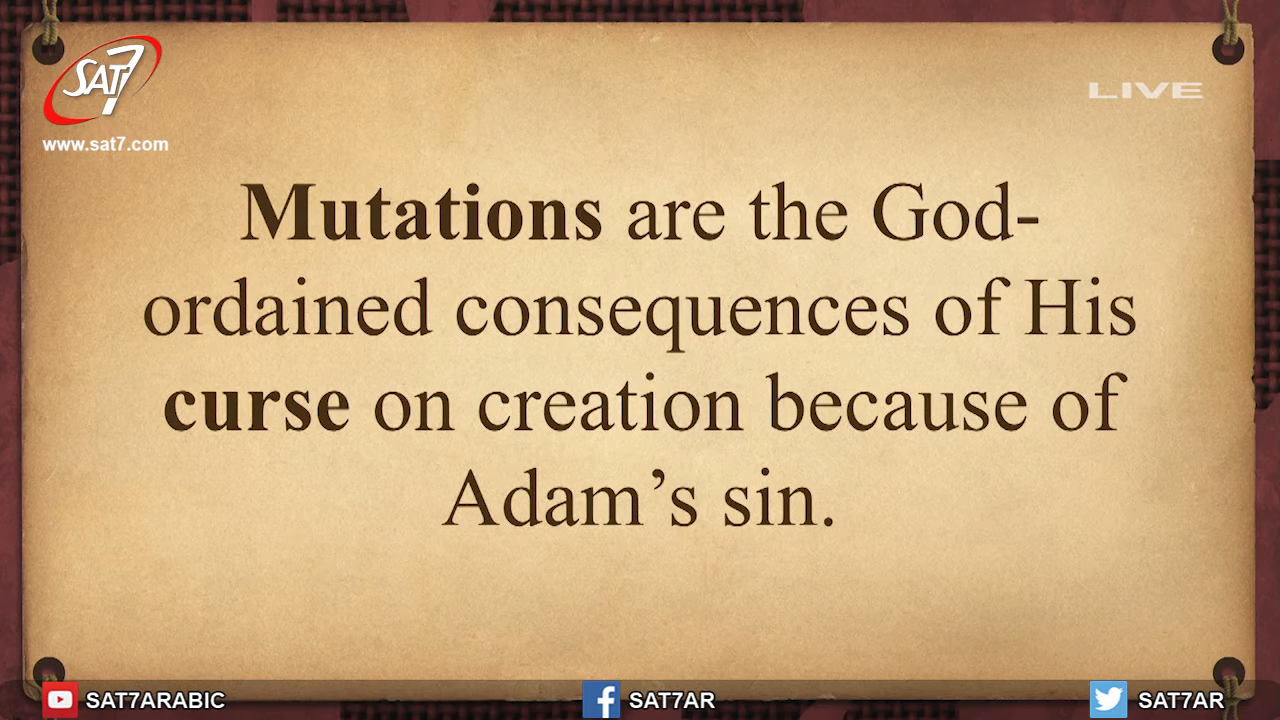 SAT7
LIVE
www.sat7.com
Mutations are the God-
ordained consequences of His
curse on creation because of
Adam’s sin.
SAT7ARABIC
SAT7AR
SAT7AR